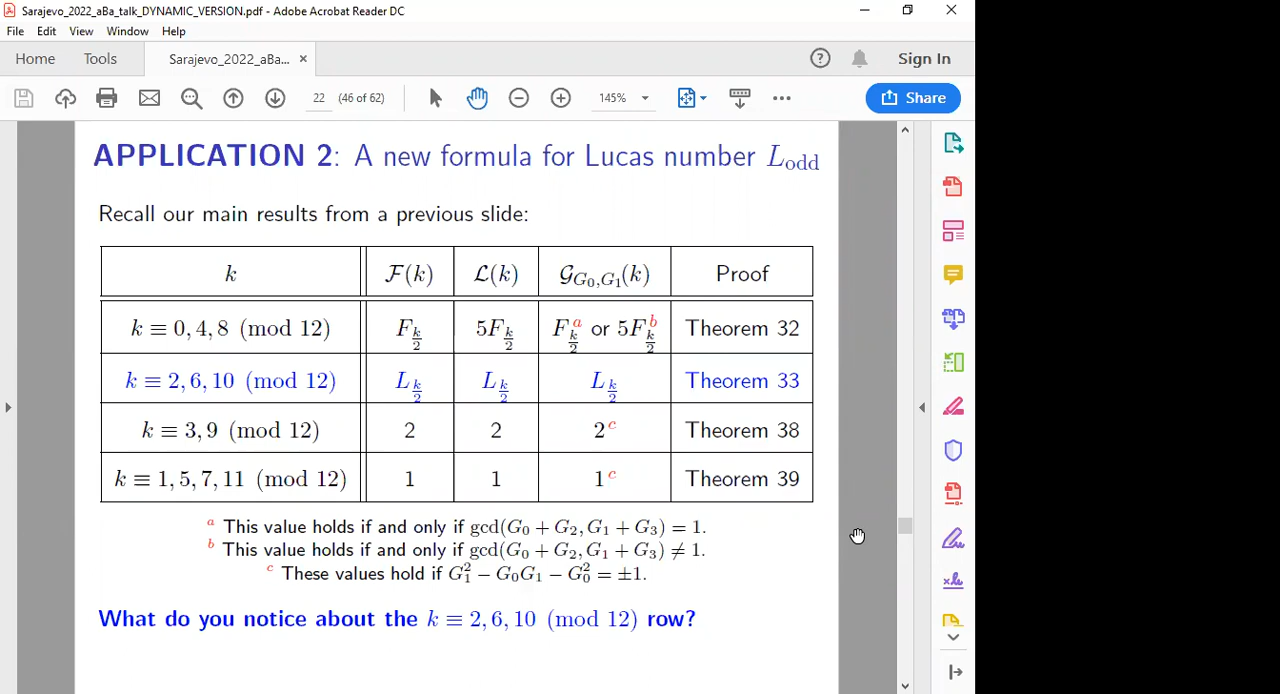 Sarajevo_2022_aBa_talk_DYNAMIC_VERSION.pdf - Adobe Acrobat Reader DC
File Edit View Window Help
Home Tools Sarajevo_2022_aBa... × Sign In
22 (46 of 62) 145% Share
APPLICATION 2: A new formula for Lucas number L_odd
Recall our main results from a previous slide:
k 𝓕(k) 𝓛(k) 𝓖_{G₀,G₁}(k) Proof
k ≡ 0, 4, 8 (mod 12) F_{k/2} 5F_{k/2} F^a_{k/2} or 5F^b_{k/2} Theorem 32
k ≡ 2, 6, 10 (mod 12) L_{k/2} L_{k/2} L_{k/2} Theorem 33
k ≡ 3, 9 (mod 12) 2 2 2^c Theorem 38
k ≡ 1, 5, 7, 11 (mod 12) 1 1 1^c Theorem 39
^a This value holds if and only if gcd(G₀ + G₂, G₁ + G₃) = 1.
^b This value holds if and only if gcd(G₀ + G₂, G₁ + G₃) ≠ 1.
^c These values hold if G₁² − G₀G₁ − G₀² = ±1.
What do you notice about the k ≡ 2, 6, 10 (mod 12) row?